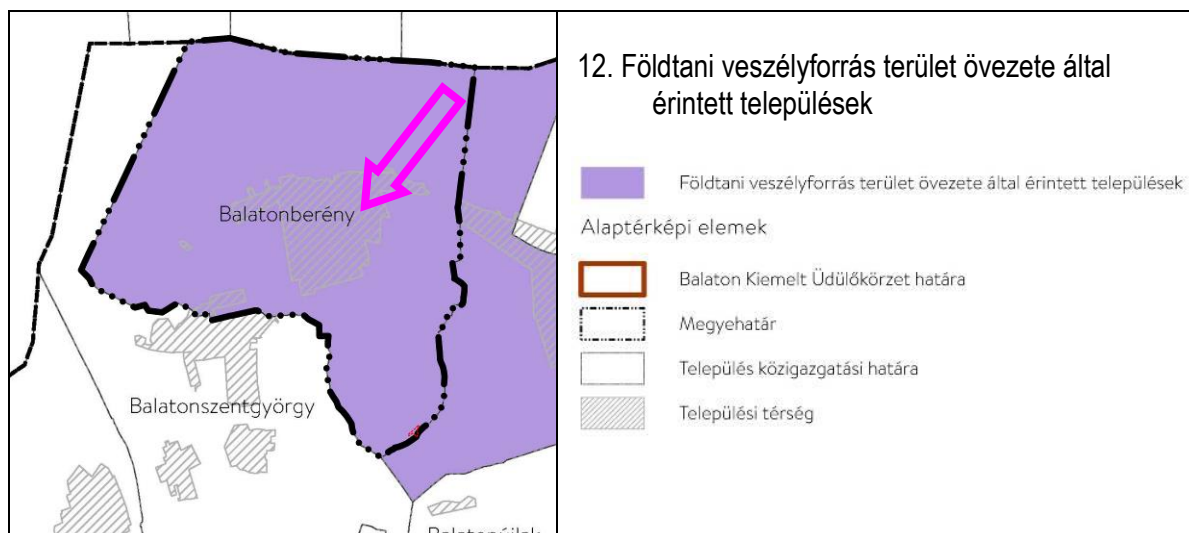 Balatonberény
Balatonszentgyörgy
12. Földtani veszélyforrás terület övezete által
érintett települések
Földtani veszélyforrás terület övezete által érintett települések
Alaptérképi elemek
Balaton Kiemelt Üdülőkörzet határa
Megyehatár
Település közigazgatási határa
Települési térség